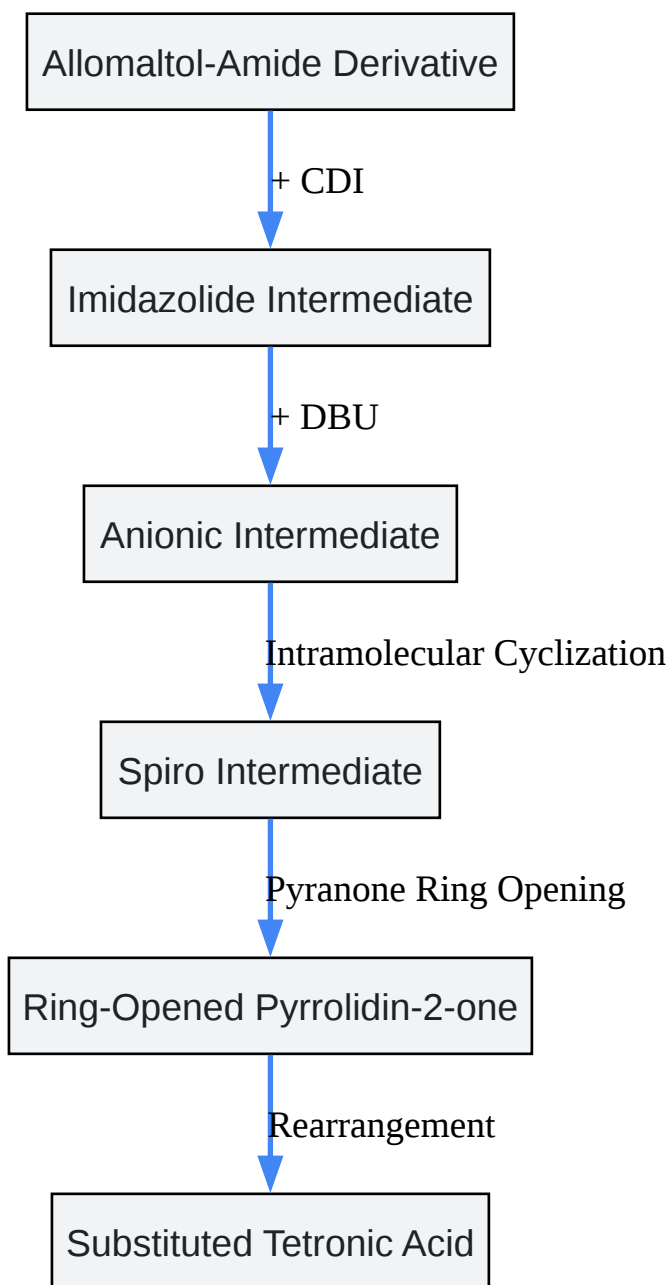 Allomaltol-Amide Derivative
+ CDI
Imidazolide Intermediate
+ DBU
Anionic Intermediate
Intramolecular Cyclization
Spiro Intermediate
Pyranone Ring Opening
Ring-Opened Pyrrolidin-2-one
Rearrangement
Substituted Tetronic Acid